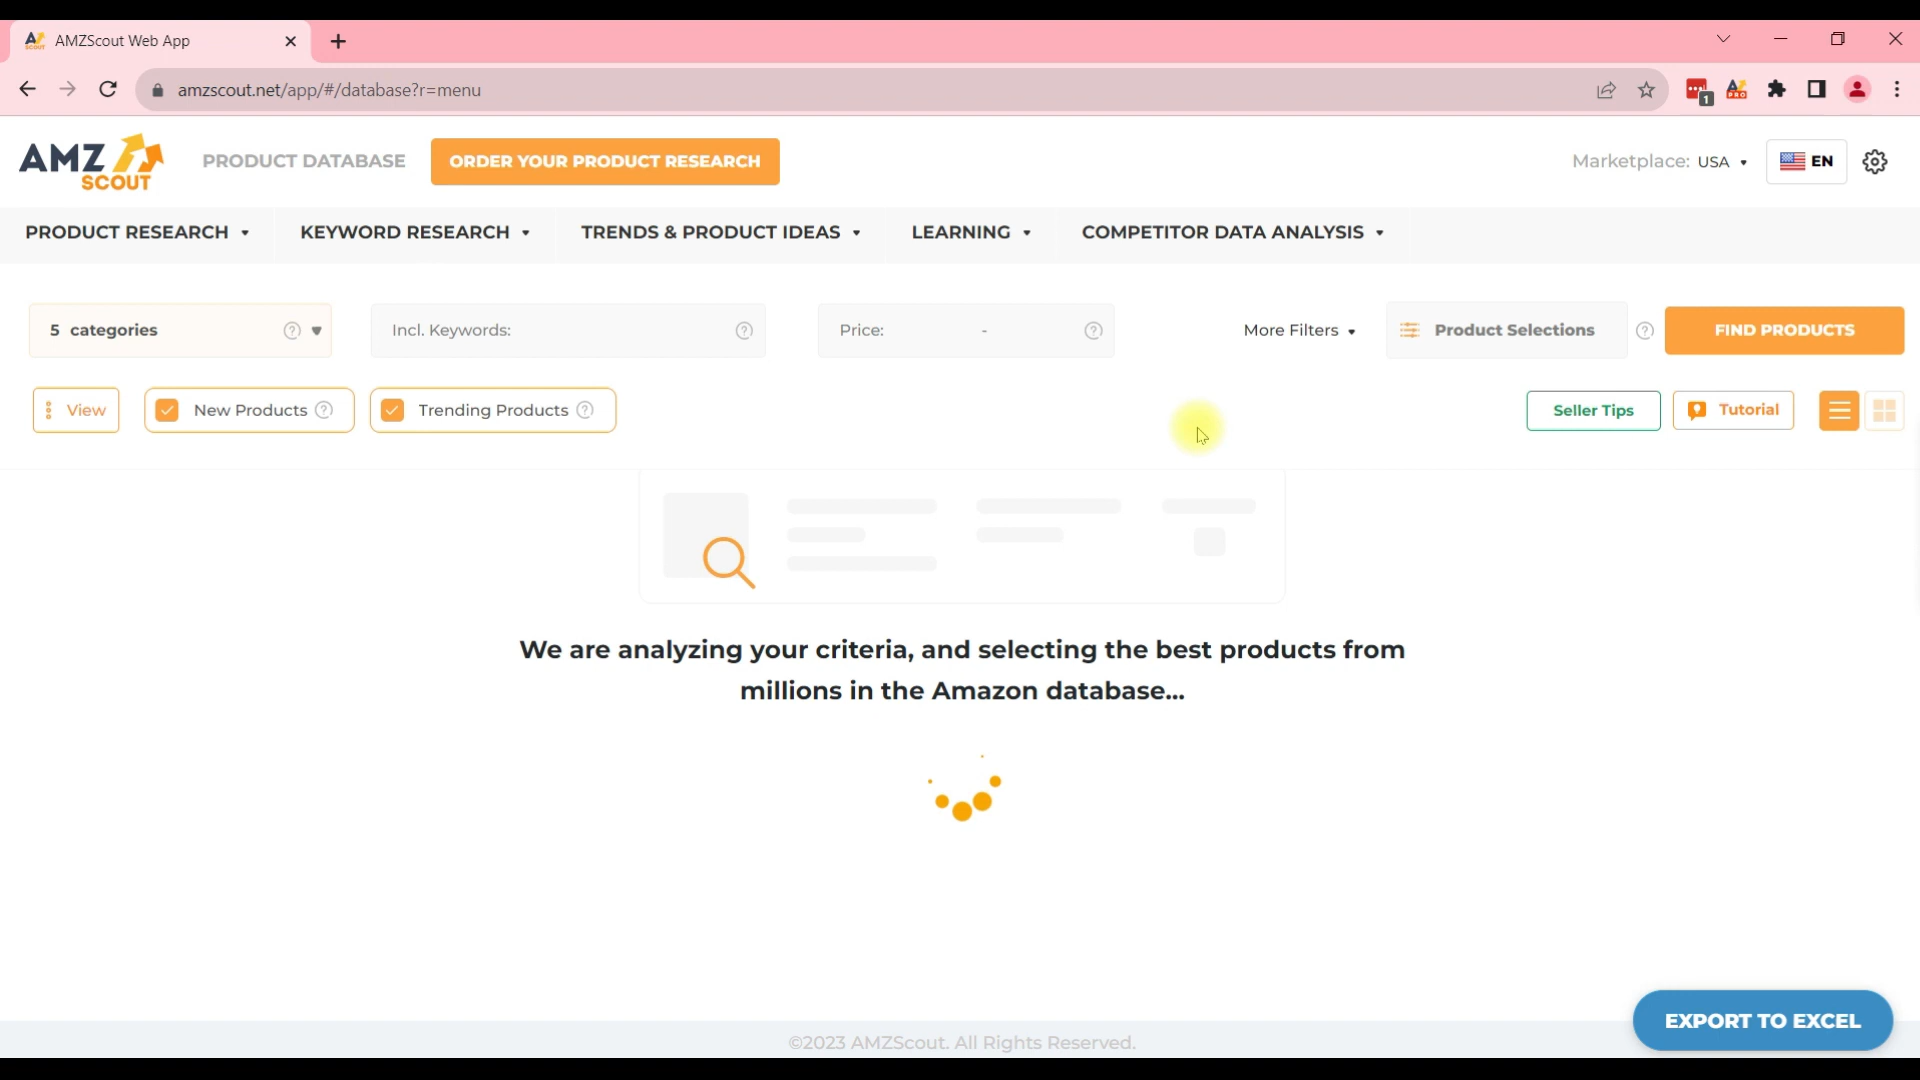 AMZScout Web App
amzscout.net/app/#/database?r=menu
1
PRO
AMZ
SCOUT
PRODUCT DATABASE
ORDER YOUR PRODUCT RESEARCH
Marketplace: USA
EN
PRODUCT RESEARCH
KEYWORD RESEARCH
TRENDS & PRODUCT IDEAS
LEARNING
COMPETITOR DATA ANALYSIS
5 categories
?
Incl. Keywords:
?
Price: -
?
More Filters
Product Selections
?
FIND PRODUCTS
View
New Products ?
Trending Products ?
Seller Tips
Tutorial
We are analyzing your criteria, and selecting the best products from
millions in the Amazon database...
EXPORT TO EXCEL
©2023 AMZScout. All Rights Reserved.